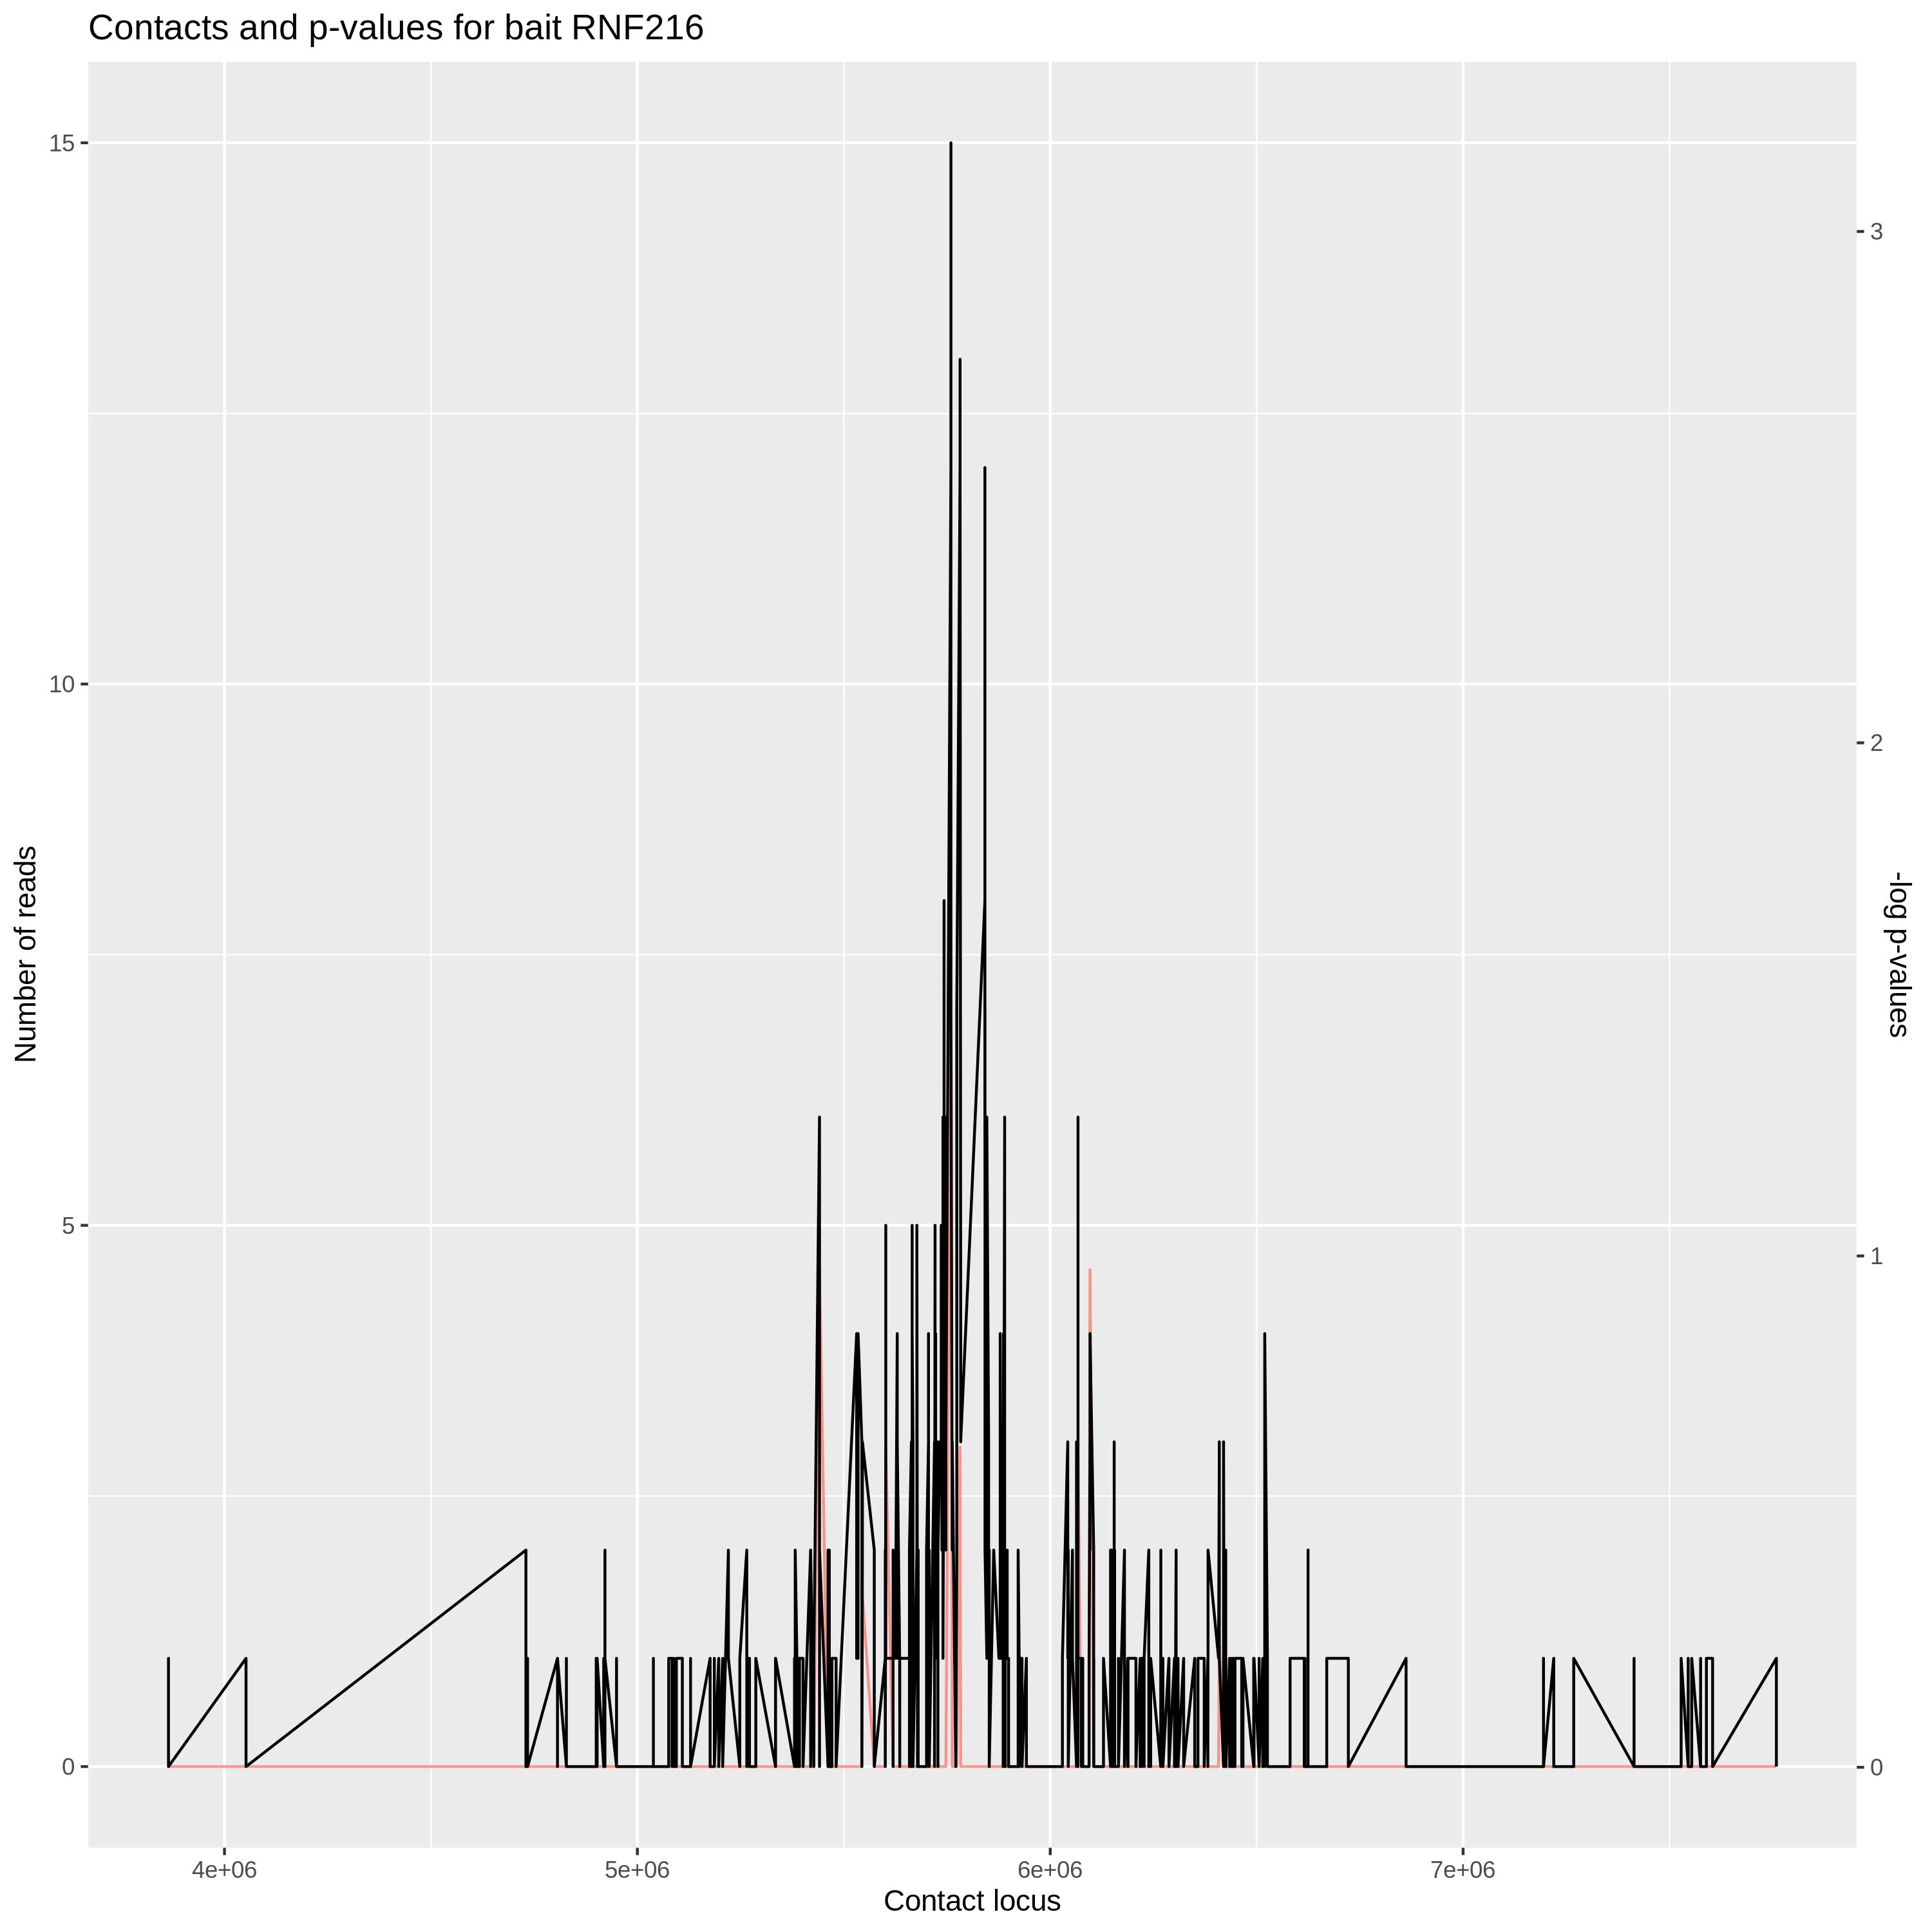 Contacts and p-values for bait RNF216
15
10
5
0
Number of reads
3
2
1
0
-log p-values
4e+06
5e+06
6e+06
7e+06
Contact locus